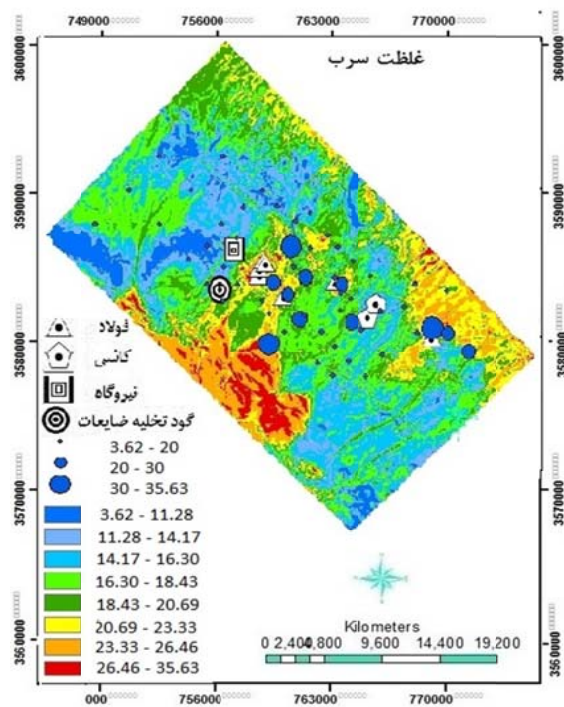 7490000 756000 763000 770000
غلظت سرب
3600000
3590000
3580000
3570000
3560000
فولاد
کاشی
نیروگاه
گود تخلیه ضایعات
3.62 - 20
20 - 30
30 - 35.63
3.62 - 11.28
11.28 - 14.17
14.17 - 16.30
16.30 - 18.43
18.43 - 20.69
20.69 - 23.33
23.33 - 26.46
26.46 - 35.63
Kilometers
0 2,400 4,800 9,600 14,400 19,200
000 756000 763000 770000